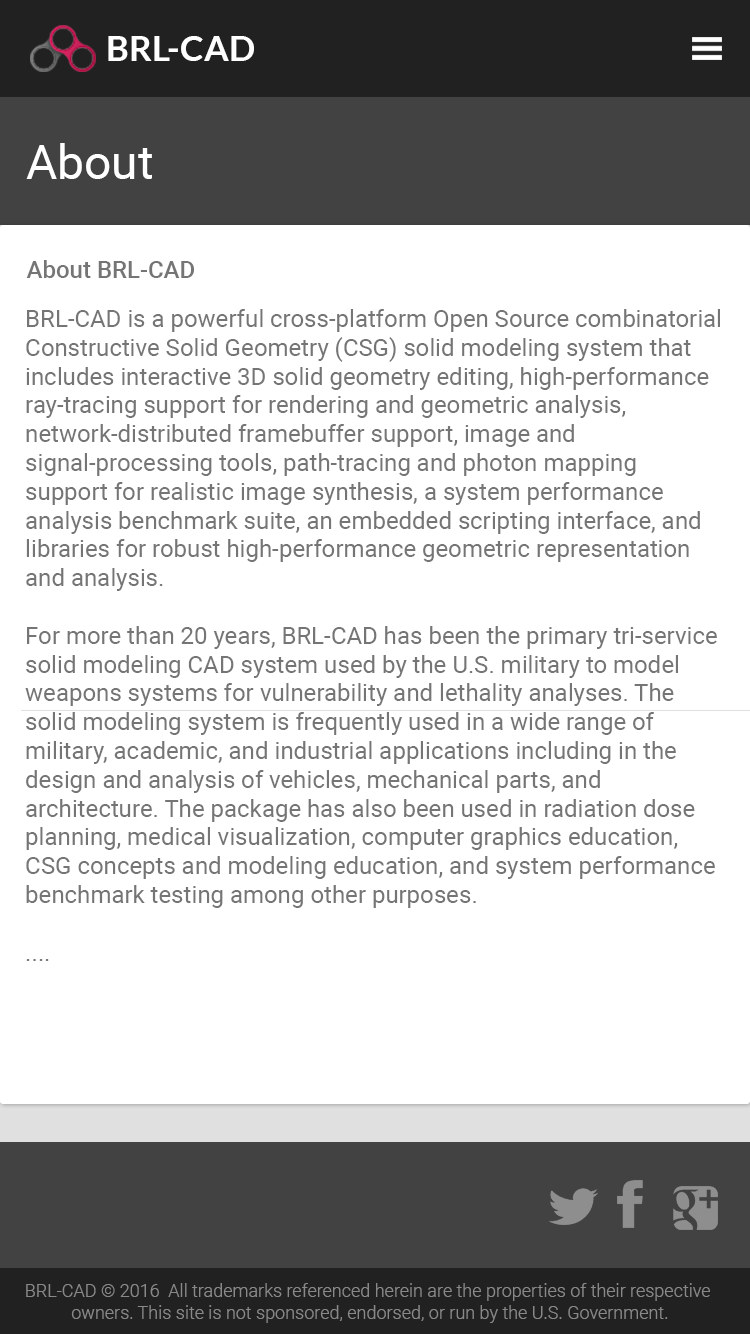 BRL-CAD
About
About BRL-CAD
BRL-CAD is a powerful cross-platform Open Source combinatorial
Constructive Solid Geometry (CSG) solid modeling system that
includes interactive 3D solid geometry editing, high-performance
ray-tracing support for rendering and geometric analysis,
network-distributed framebuffer support, image and
signal-processing tools, path-tracing and photon mapping
support for realistic image synthesis, a system performance
analysis benchmark suite, an embedded scripting interface, and
libraries for robust high-performance geometric representation
and analysis.
For more than 20 years, BRL-CAD has been the primary tri-service
solid modeling CAD system used by the U.S. military to model
weapons systems for vulnerability and lethality analyses. The
solid modeling system is frequently used in a wide range of
military, academic, and industrial applications including in the
design and analysis of vehicles, mechanical parts, and
architecture. The package has also been used in radiation dose
planning, medical visualization, computer graphics education,
CSG concepts and modeling education, and system performance
benchmark testing among other purposes.
....
BRL-CAD © 2016  All trademarks referenced herein are the properties of their respective
owners. This site is not sponsored, endorsed, or run by the U.S. Government.